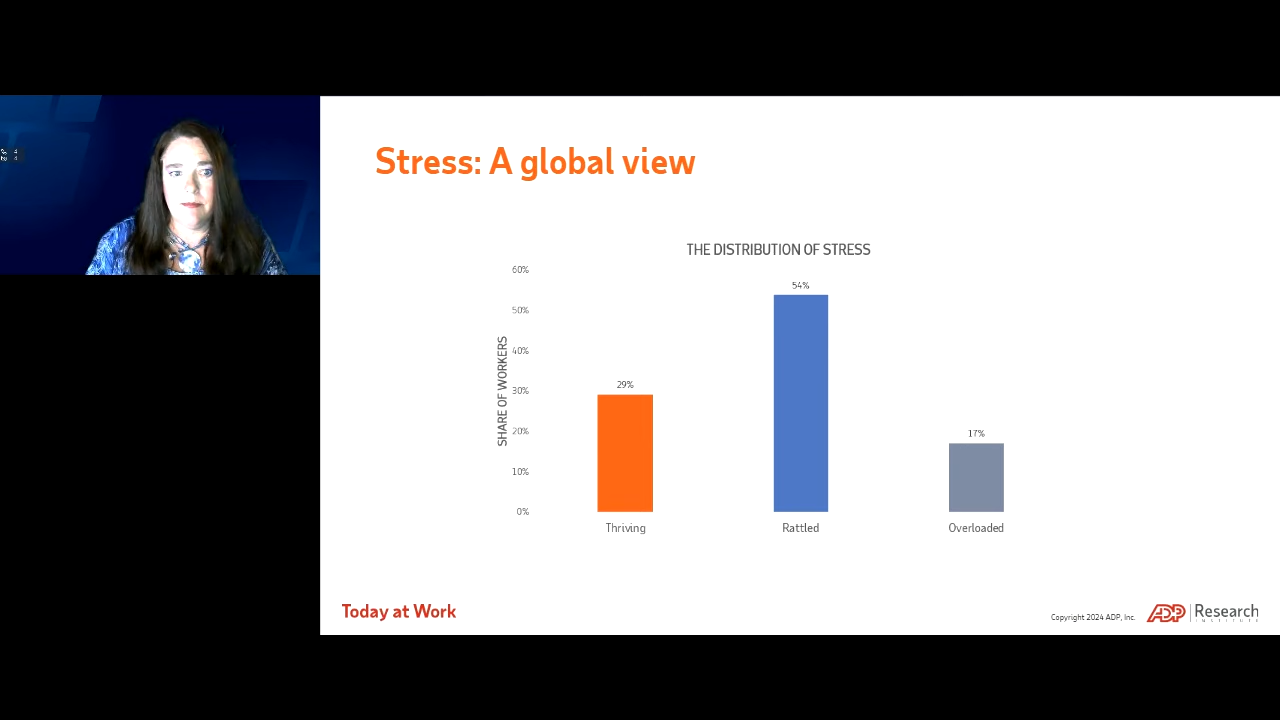 Stress: A global view
THE DISTRIBUTION OF STRESS
SHARE OF WORKERS
60%
50%
40%
30%
20%
10%
0%
29%
54%
17%
Thriving
Rattled
Overloaded
Today at Work
Copyright 2024 ADP, Inc.
ADP
Research
INSTITUTE